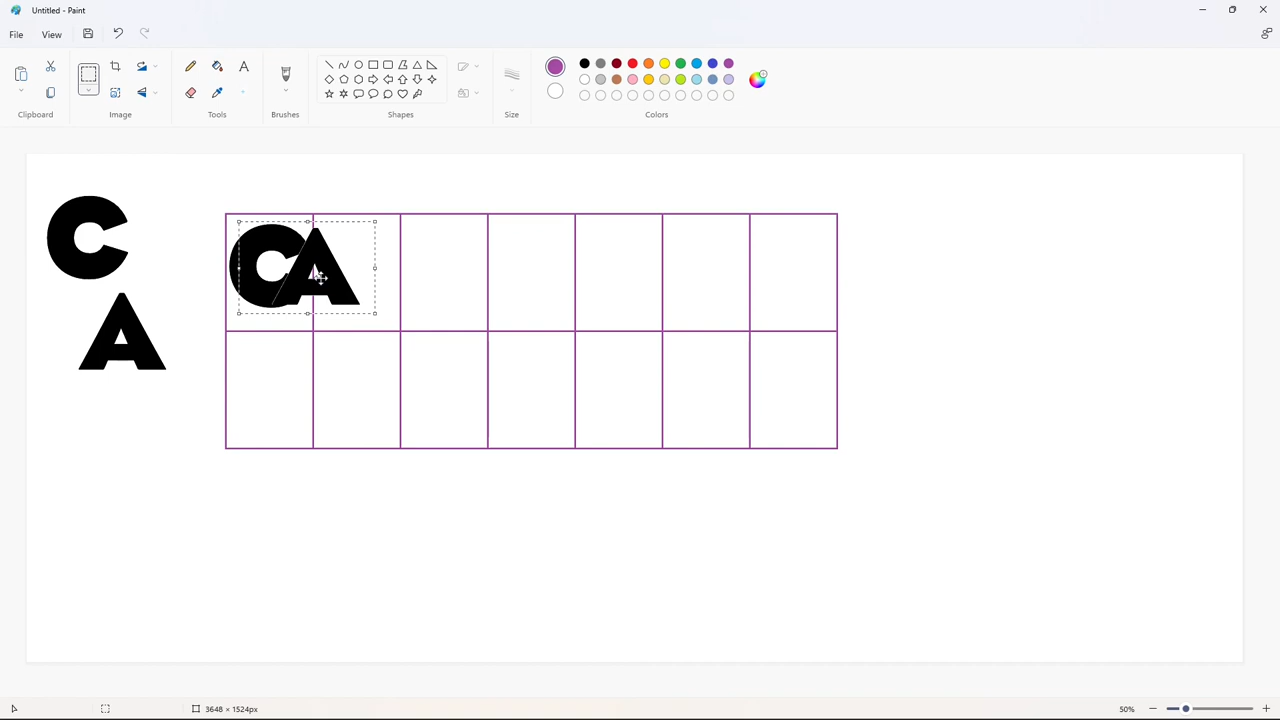 Untitled - Paint
File View
Clipboard Image Tools Brushes Shapes Size Colors
C
CA
A
3648 × 1524px 50%